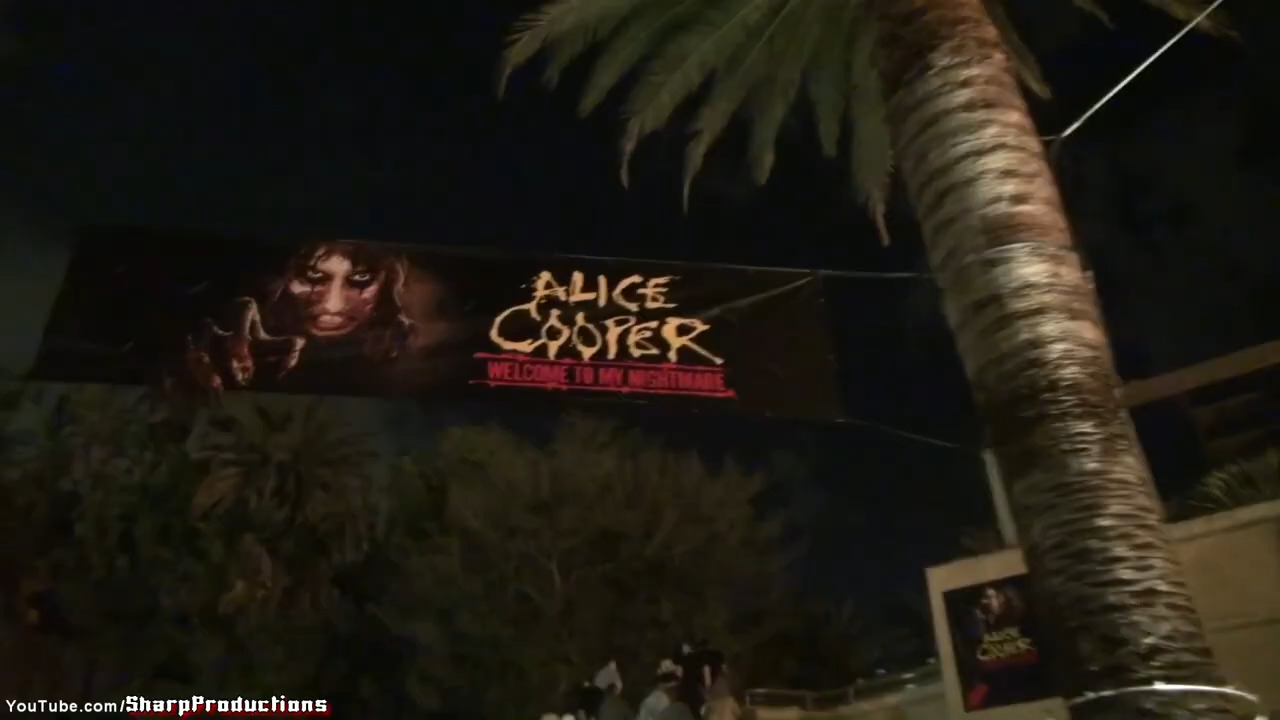 ALICE
COOPER
WELCOME TO MY NIGHTMARE
ALICE
COOPER
YouTube.com/SharpProductions